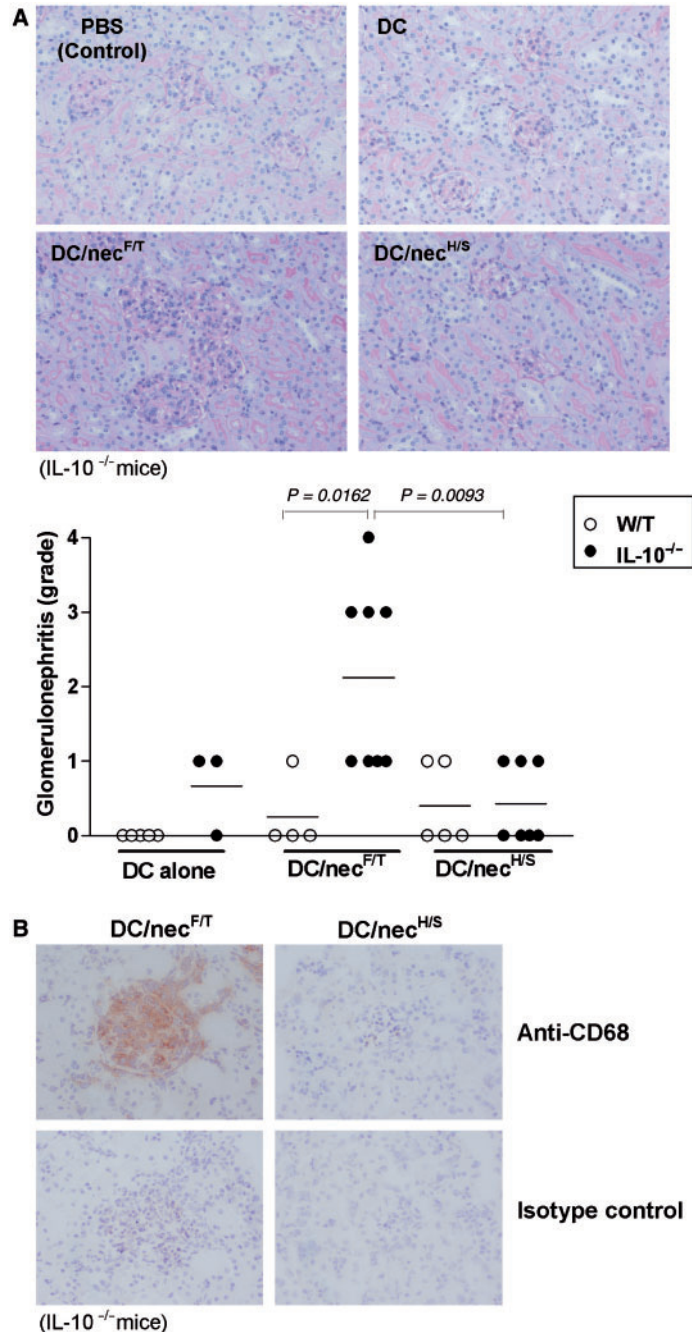 A
PBS
(Control)
DC
DC/nec^F/T
DC/nec^H/S
(IL-10 ^-/- mice)
P = 0.0162
P = 0.0093
W/T
IL-10^-/-
Glomerulonephritis (grade)
4
3
2
1
0
DC alone
DC/nec^F/T
DC/nec^H/S
B
DC/nec^F/T
DC/nec^H/S
Anti-CD68
Isotype control
(IL-10 ^-/- mice)